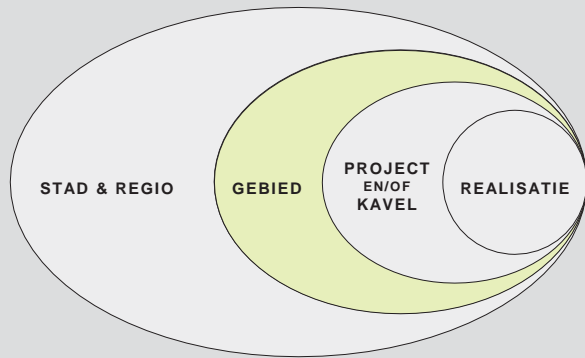 STAD & REGIO
GEBIED
PROJECT
EN/OF
KAVEL
REALISATIE